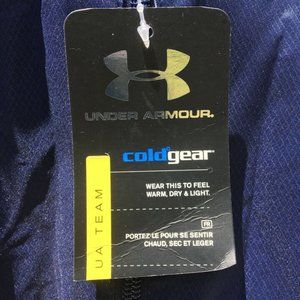 UNDER ARMOUR.
coldgear
WEAR THIS TO FEEL
WARM, DRY & LIGHT.
UA TEAM
FR
PORTEZ LE POUR SE SENTIR
CHAUD, SEC ET LEGER